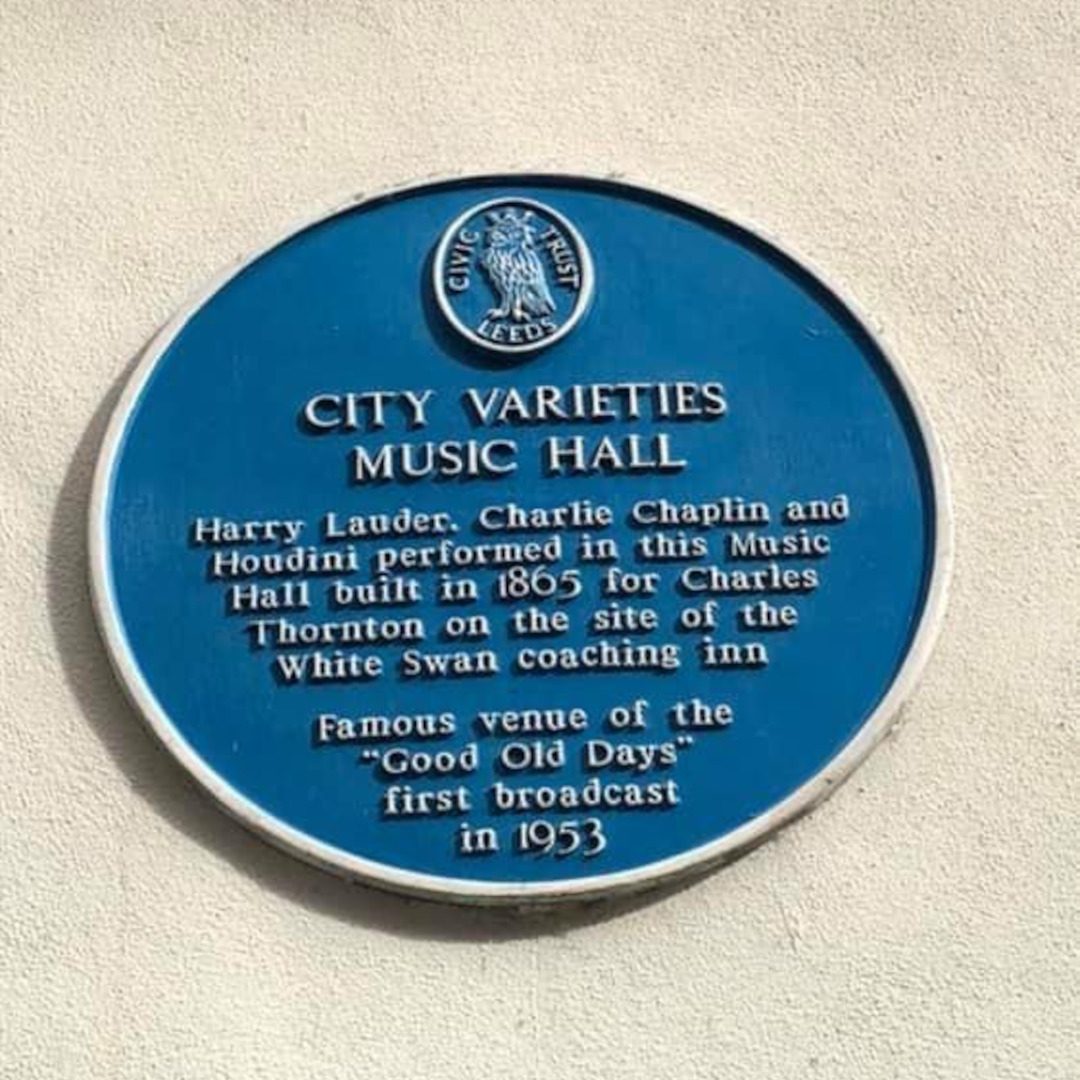 CIVIC TRUST
LEEDS
CITY VARIETIES
MUSIC HALL
Harry Lauder. Charlie Chaplin and
Houdini performed in this Music
Hall built in 1865 for Charles
Thornton on the site of the
White Swan coaching inn
Famous venue of the
"Good Old Days"
first broadcast
in 1953